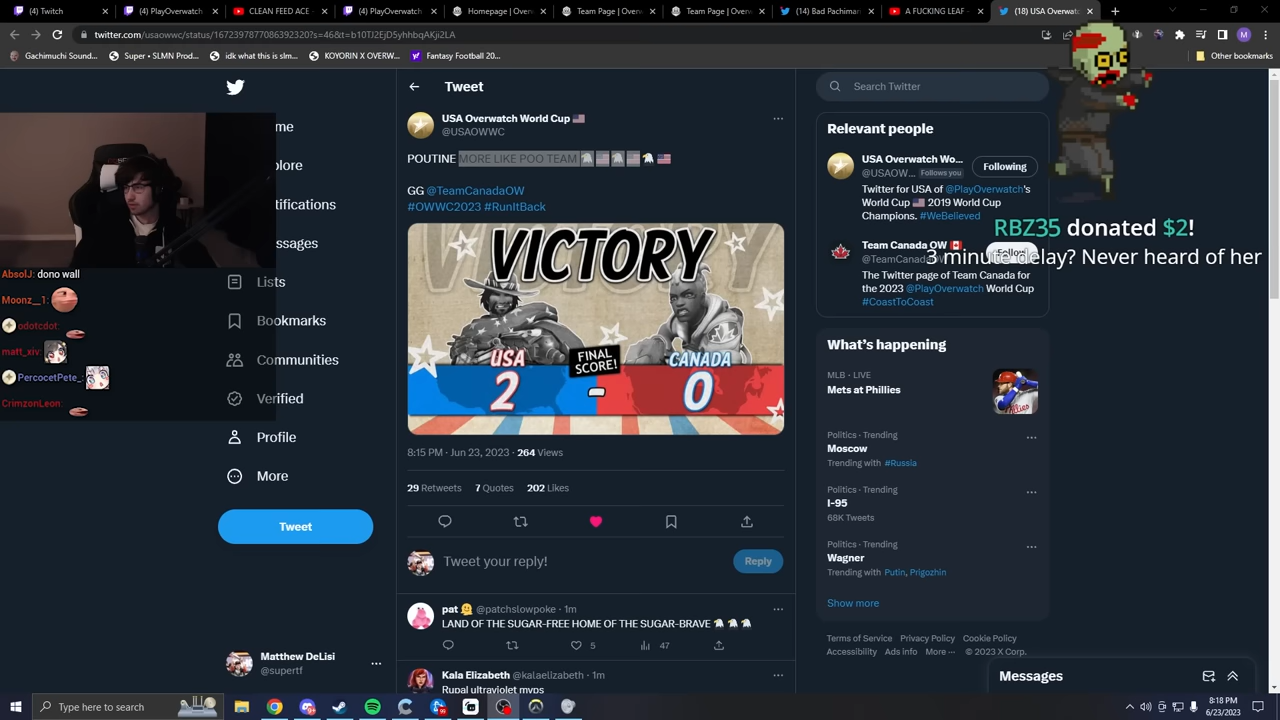 (4) Twitch
(4) PlayOverwatch
CLEAN FEED ACE -
(4) PlayOverwatch
Homepage | Over
Team Page | Over
Team Page | Over
(14) Bad Pachimar
A FUCKING LEAF -
(18) USA Overwat
twitter.com/usaowwc/status/1672397877086392320?s=46&t=b10TJ2ZgJ5yhhbqAKji2LA
Gachimuchi Sound...
Super • SLMN Prod...
idk what this is slm...
KOYORIN X OVERW...
Fantasy Football 20...
Other bookmarks
Tweet
Search Twitter
USA Overwatch World Cup 🇺🇸
@USAOWWC
POUTINE MORE LIKE POO TEAM 🦅🇺🇸🦅🇺🇸🦅🇺🇸
GG @TeamCanadaOW
#OWWC2023 #RunItBack
VICTORY
USA
2
FINAL
SCORE!
-
CANADA
0
8:15 PM · Jun 23, 2023 · 264 Views
29 Retweets 7 Quotes 202 Likes
Tweet your reply!
Reply
pat @patchslowpoke · 1m
LAND OF THE SUGAR-FREE HOME OF THE SUGAR-BRAVE 🦅🦅🦅
5
47
Kala Elizabeth @kalaelizabeth · 1m
Rupal ultraviolet mvps
me
plore
tifications
ssages
Lists
Bookmarks
Communities
Verified
Profile
More
Tweet
Matthew DeLisi
@supertf
AbsolJ: dono wall
Moonz__1:
odotcdot:
matt_xiv:
PercocetPete_:
CrimzonLeon:
Relevant people
USA Overwatch Wo...
@USAOW... Follows you
Following
Twitter for USA of @PlayOverwatch's
World Cup 🇺🇸 2019 World Cup
Champions. #WeBelieved
Team Canada OW 🇨🇦
@TeamCanad
Follow
The Twitter page of Team Canada for
the 2023 @PlayOverwatch World Cup
#CoastToCoast
RBZ35 donated $2!
3 minute delay? Never heard of her
What's happening
MLB · LIVE
Mets at Phillies
Politics · Trending
Moscow
Trending with #Russia
Politics · Trending
I-95
68K Tweets
Politics · Trending
Wagner
Trending with Putin, Prigozhin
Show more
Terms of Service Privacy Policy Cookie Policy
Accessibility Ads info More ··· © 2023 X Corp.
Messages
Type here to search
8:18 PM
6/23/2023